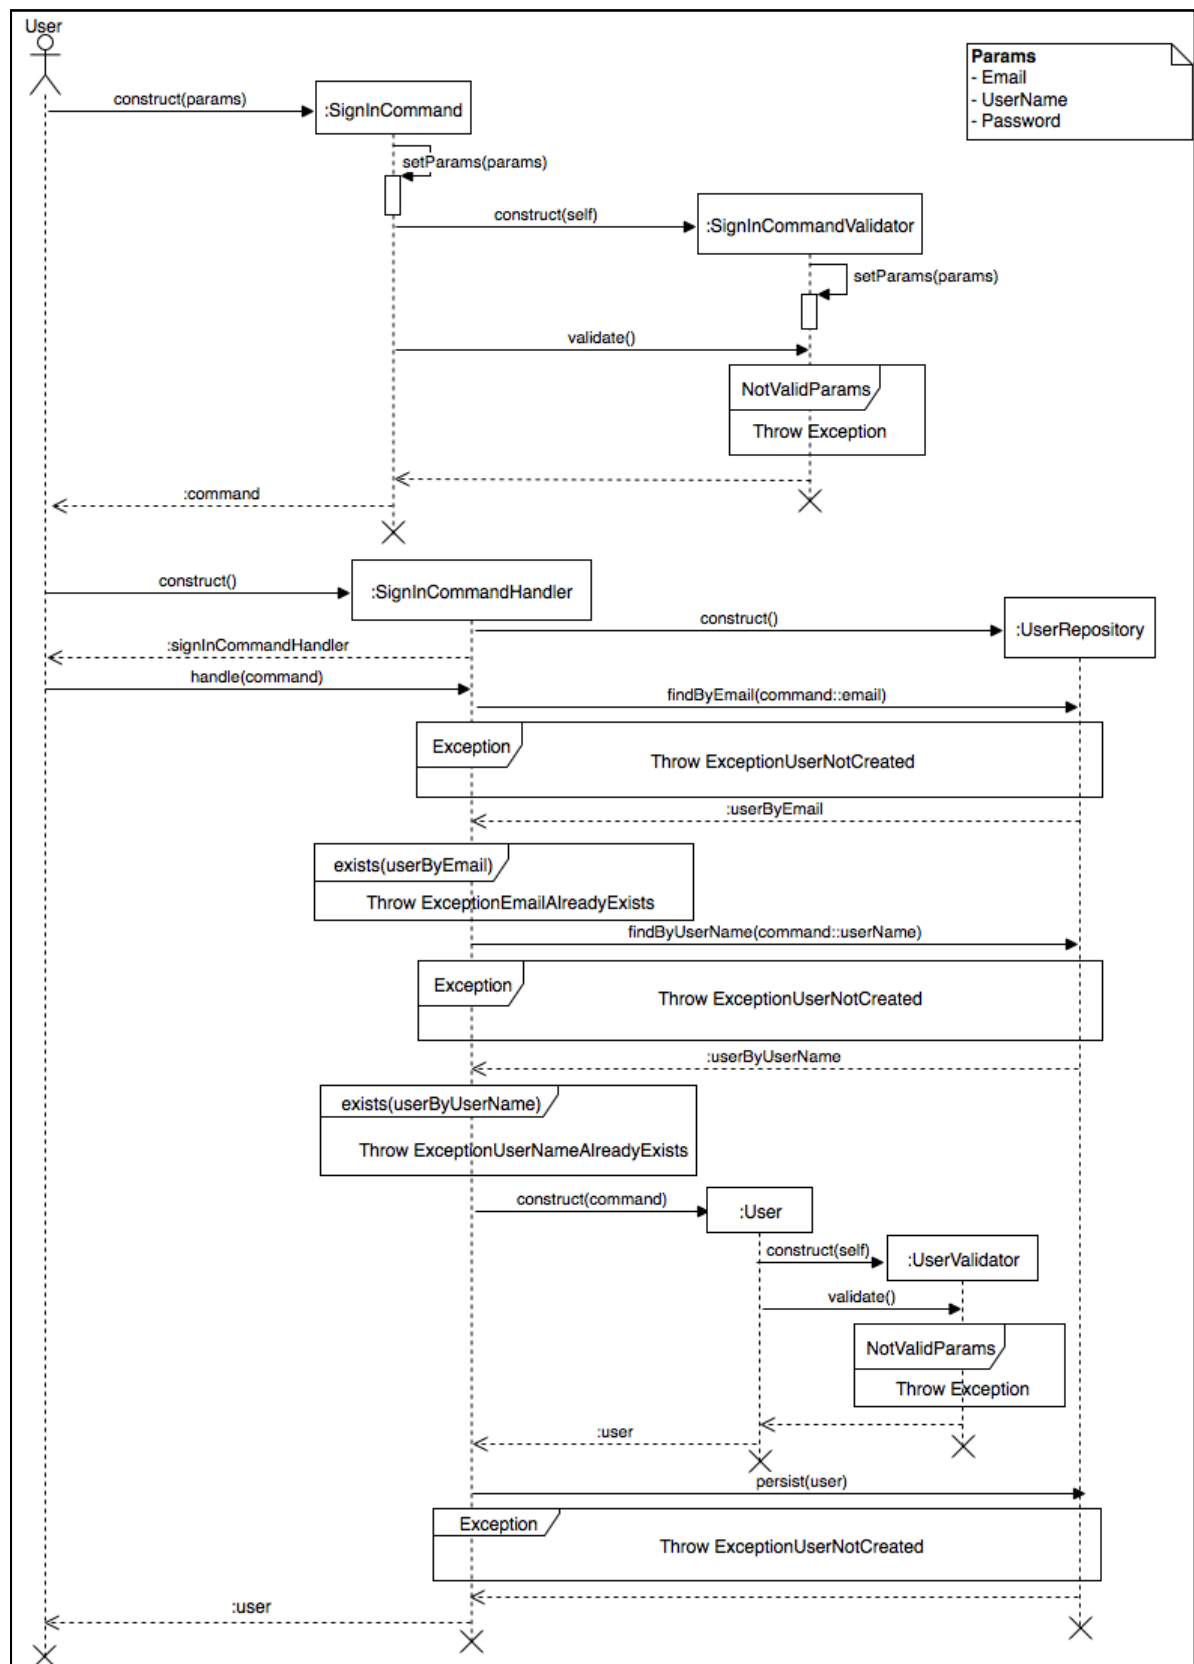 User
Params
- Email
- UserName
- Password
construct(params)
:SignInCommand
setParams(params)
construct(self)
:SignInCommandValidator
setParams(params)
validate()
NotValidParams
Throw Exception
:command
construct()
:SignInCommandHandler
construct()
:UserRepository
:signInCommandHandler
handle(command)
findByEmail(command::email)
Exception
Throw ExceptionUserNotCreated
:userByEmail
exists(userByEmail)
Throw ExceptionEmailAlreadyExists
findByUserName(command::userName)
Exception
Throw ExceptionUserNotCreated
:userByUserName
exists(userByUserName)
Throw ExceptionUserNameAlreadyExists
construct(command)
:User
construct(self)
:UserValidator
validate()
NotValidParams
Throw Exception
:user
persist(user)
Exception
Throw ExceptionUserNotCreated
:user